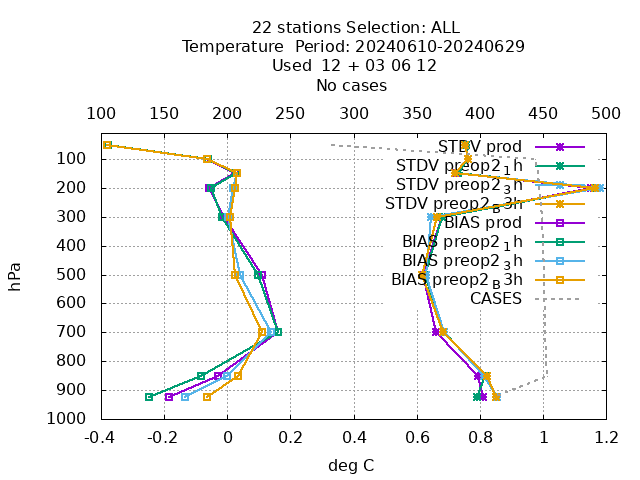 22 stations Selection: ALL
Temperature  Period: 20240610-20240629
Used  12 + 03 06 12
No cases
100 150 200 250 300 350 400 450 500
STDV prod
100
STDV preop2_1h
STDV preop2_3h
200
STDV preop2_B3h
300
BIAS prod
BIAS preop2_1h
400
BIAS preop2_3h
hPa
500
BIAS preop2_B3h
CASES
600
700
800
900
1000
-0.4 -0.2 0 0.2 0.4 0.6 0.8 1 1.2
deg C